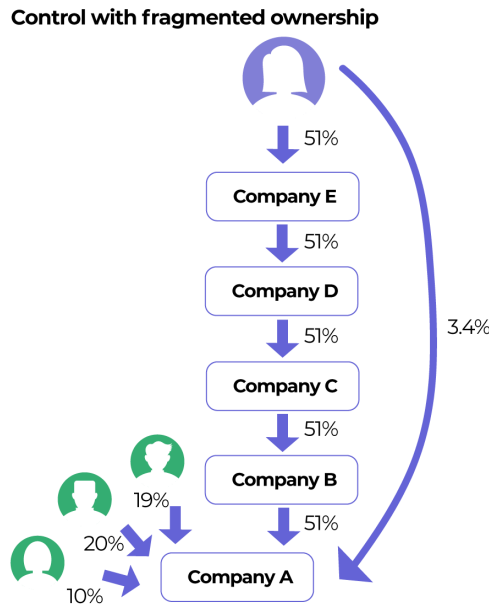 Control with fragmented ownership
51%
Company E
51%
Company D
51%
3.4%
Company C
51%
Company B
19%
51%
20%
Company A
10%